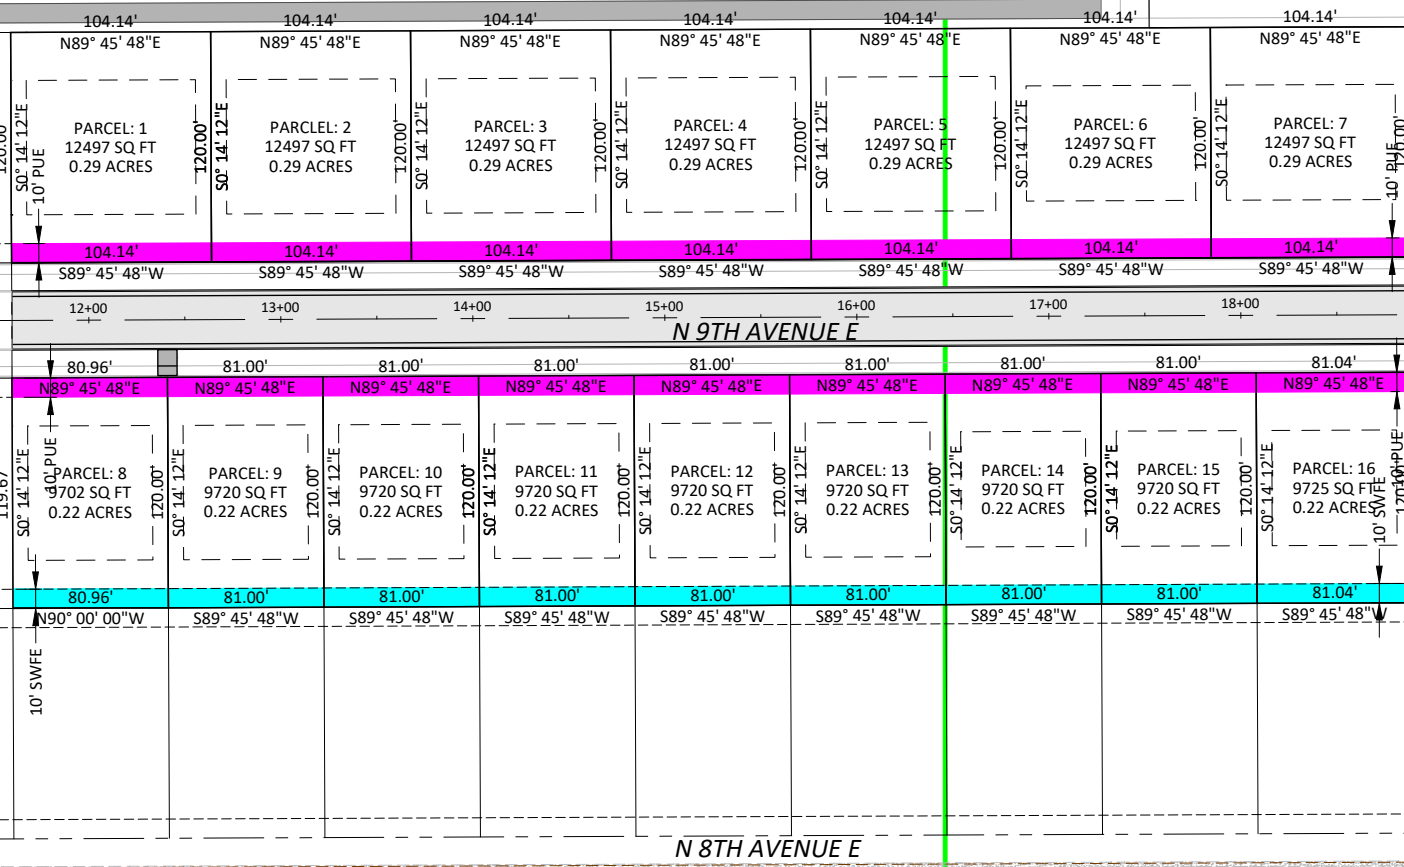 104.14' 104.14' 104.14' 104.14' 104.14' 104.14' 104.14'
N89° 45' 48"E N89° 45' 48"E N89° 45' 48"E N89° 45' 48"E N89° 45' 48"E N89° 45' 48"E N89° 45' 48"E
120.00'
S0° 14' 12"E
10' PUE
PARCEL: 1
12497 SQ FT
0.29 ACRES
120.00'
S0° 14' 12"E
PARCLEL: 2
12497 SQ FT
0.29 ACRES
120.00'
S0° 14' 12"E
PARCEL: 3
12497 SQ FT
0.29 ACRES
120.00'
S0° 14' 12"E
PARCEL: 4
12497 SQ FT
0.29 ACRES
120.00'
S0° 14' 12"E
PARCEL: 5
12497 SQ FT
0.29 ACRES
120.00'
S0° 14' 12"E
PARCEL: 6
12497 SQ FT
0.29 ACRES
120.00'
S0° 14' 12"E
PARCEL: 7
12497 SQ FT
0.29 ACRES
10' PUE
120.00'
104.14' 104.14' 104.14' 104.14' 104.14' 104.14' 104.14'
S89° 45' 48"W S89° 45' 48"W S89° 45' 48"W S89° 45' 48"W S89° 45' 48"W S89° 45' 48"W S89° 45' 48"W
12+00 13+00 14+00 15+00 16+00 17+00 18+00
N 9TH AVENUE E
80.96' 81.00' 81.00' 81.00' 81.00' 81.00' 81.00' 81.00' 81.04'
N89° 45' 48"E N89° 45' 48"E N89° 45' 48"E N89° 45' 48"E N89° 45' 48"E N89° 45' 48"E N89° 45' 48"E N89° 45' 48"E N89° 45' 48"E
119.67
S0° 14' 12"E
10' PUE
PARCEL: 8
9702 SQ FT
0.22 ACRES
120.00'
S0° 14' 12"E
PARCEL: 9
9720 SQ FT
0.22 ACRES
120.00'
S0° 14' 12"E
PARCEL: 10
9720 SQ FT
0.22 ACRES
120.00'
S0° 14' 12"E
PARCEL: 11
9720 SQ FT
0.22 ACRES
120.00'
S0° 14' 12"E
PARCEL: 12
9720 SQ FT
0.22 ACRES
120.00'
S0° 14' 12"E
PARCEL: 13
9720 SQ FT
0.22 ACRES
120.00'
S0° 14' 12"E
PARCEL: 14
9720 SQ FT
0.22 ACRES
120.00'
S0° 14' 12"E
PARCEL: 15
9720 SQ FT
0.22 ACRES
120.00'
S0° 14' 12"E
PARCEL: 16
9725 SQ FT
0.22 ACRES
10' SWFE
10' PUE
80.96' 81.00' 81.00' 81.00' 81.00' 81.00' 81.00' 81.00' 81.04'
N90° 00' 00"W S89° 45' 48"W S89° 45' 48"W S89° 45' 48"W S89° 45' 48"W S89° 45' 48"W S89° 45' 48"W S89° 45' 48"W S89° 45' 48"W
10' SWFE
N 8TH AVENUE E